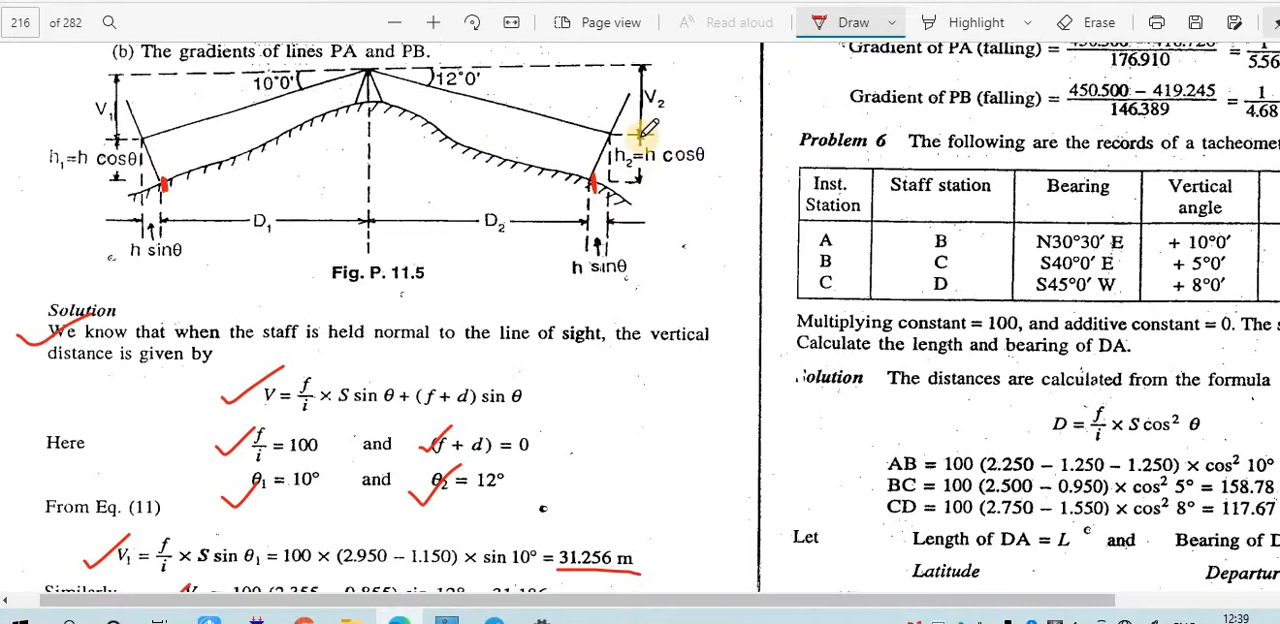 216 of 282 Page view Read aloud Draw Highlight Erase
(b) The gradients of lines PA and PB.
10°0' 12°0'
V1 V2
h1=h cosθ h2=h cosθ
D1 D2
h sinθ h sinθ
Fig. P. 11.5
Solution
We know that when the staff is held normal to the line of sight, the vertical
distance is given by
V = f/i × S sin θ + (f + d) sin θ
Here f/i = 100 and (f + d) = 0
θ1 = 10° and θ2 = 12°
From Eq. (11)
V1 = f/i × S sin θ1 = 100 × (2.950 − 1.150) × sin 10° = 31.256 m
Similarly
Gradient of PA (falling) = /176.910 = 1/5.56
Gradient of PB (falling) = 450.500 − 419.245/146.389 = 1/4.68
Problem 6 The following are the records of a tacheome
Inst. Station Staff station Bearing Vertical angle
A B N30°30′ E + 10°0′
B C S40°0′ E + 5°0′
C D S45°0′ W + 8°0′
Multiplying constant = 100, and additive constant = 0. The s
Calculate the length and bearing of DA.
Solution The distances are calculated from the formula
D = f/i × S cos² θ
AB = 100 (2.250 − 1.250 − 1.250) × cos² 10°
BC = 100 (2.500 − 0.950) × cos² 5° = 158.78
CD = 100 (2.750 − 1.550) × cos² 8° = 117.67
Let Length of DA = L and Bearing of D
Latitude Departur
12:39